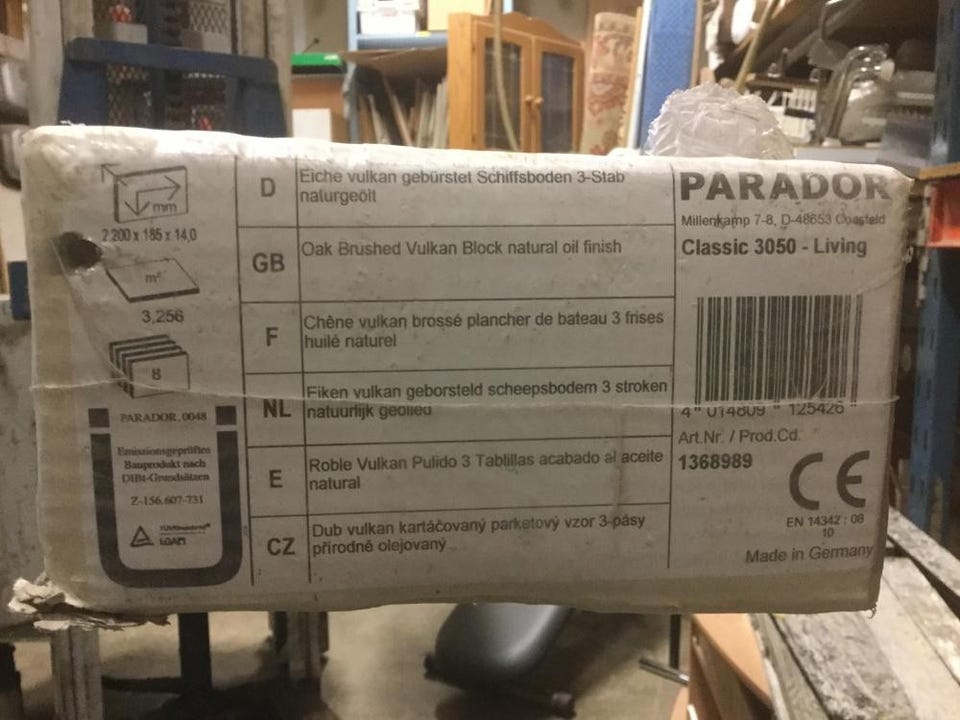 mm
2.200 x 185 x 14,0
m²
3,256
8
PARADOR, 0048
Emissionsgeprüftes
Bauprodukt nach
DIBt-Grundsätzen
Z-156.607-731
D
Eiche vulkan gebürstet Schiffsboden 3-Stab
naturgeölt
GB
Oak Brushed Vulkan Block natural oil finish
F
Chêne vulkan brossé plancher de bateau 3 frises
huilé naturel
NL
Eiken vulkan geborsteld scheepsbodem 3 stroken
natuurlijk geolied
E
Roble Vulkan Pulido 3 Tablillas acabado al aceite
natural
CZ
Dub vulkan kartáčovaný parketový vzor 3-pásy
přírodně olejovaný
PARADOR
Millenkamp 7-8, D-48653 Coesfeld
Classic 3050 - Living
4 014809 125426
Art.Nr. / Prod.Cd.
1368989
CE
EN 14342 : 08
10
Made in Germany